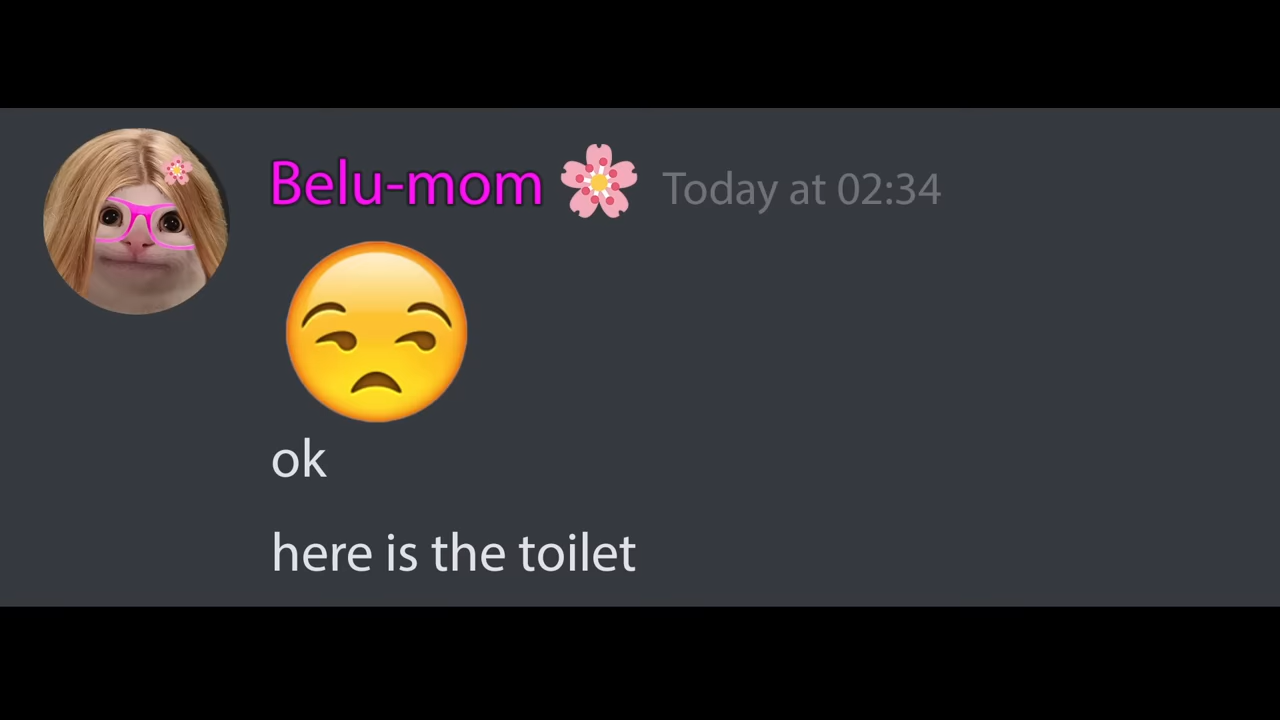 Belu-mom 🌸 Today at 02:34
😒
ok
here is the toilet